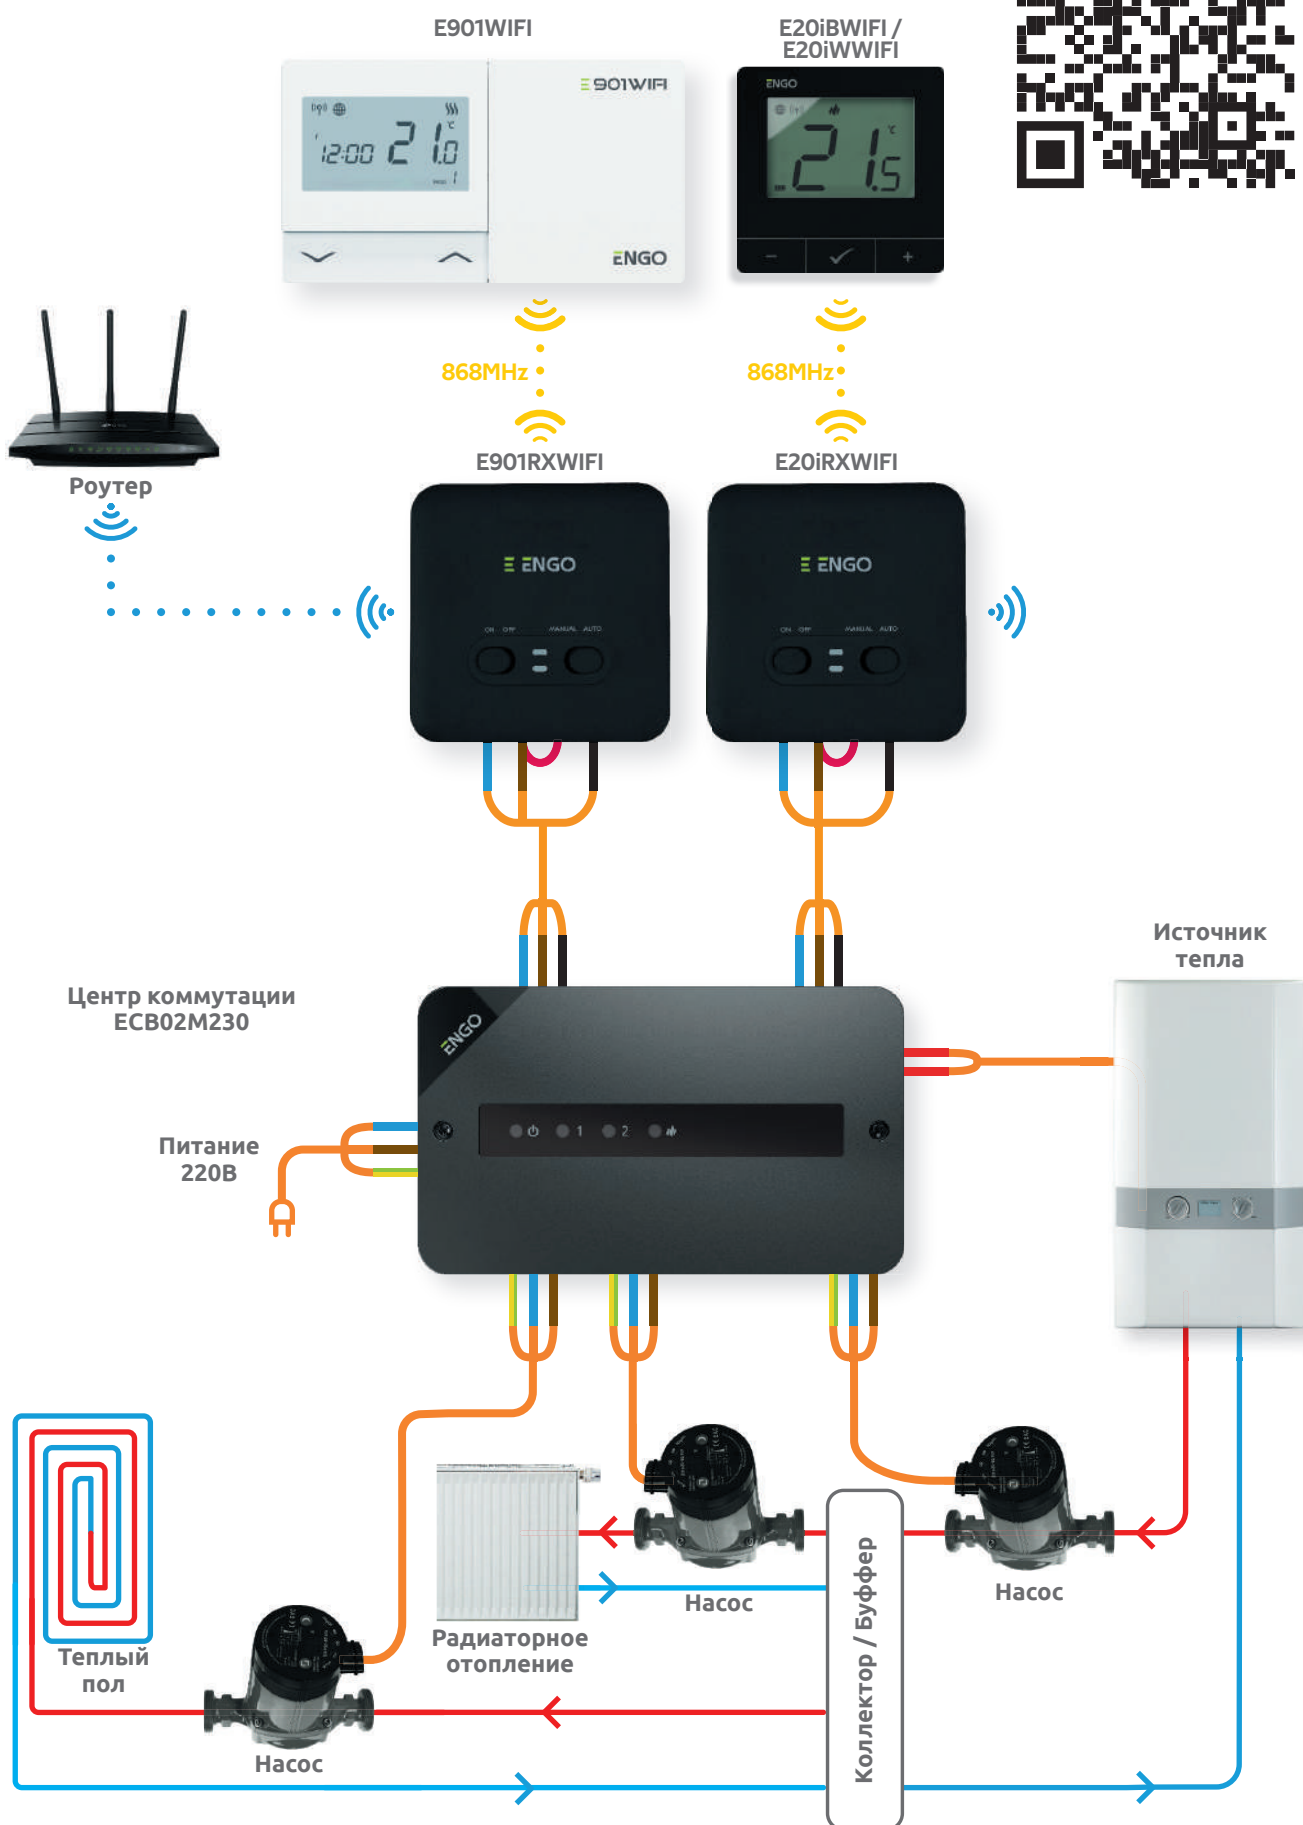 E901WIFI
E20iBWIFI /
E20iWWIFI
E901WIFI
12:00 21.0 °C
ENGO
ENGO
21.5 °C
868MHz
868MHz
Роутер
E901RXWIFI
E20iRXWIFI
ENGO
ON OFF MANUAL AUTO
ENGO
ON OFF MANUAL AUTO
Источник
тепла
Центр коммутации
ECB02M230
ENGO
1 2
Питание
220В
Теплый
пол
Насос
Радиаторное
отопление
Насос
Насос
Коллектор / Буффер